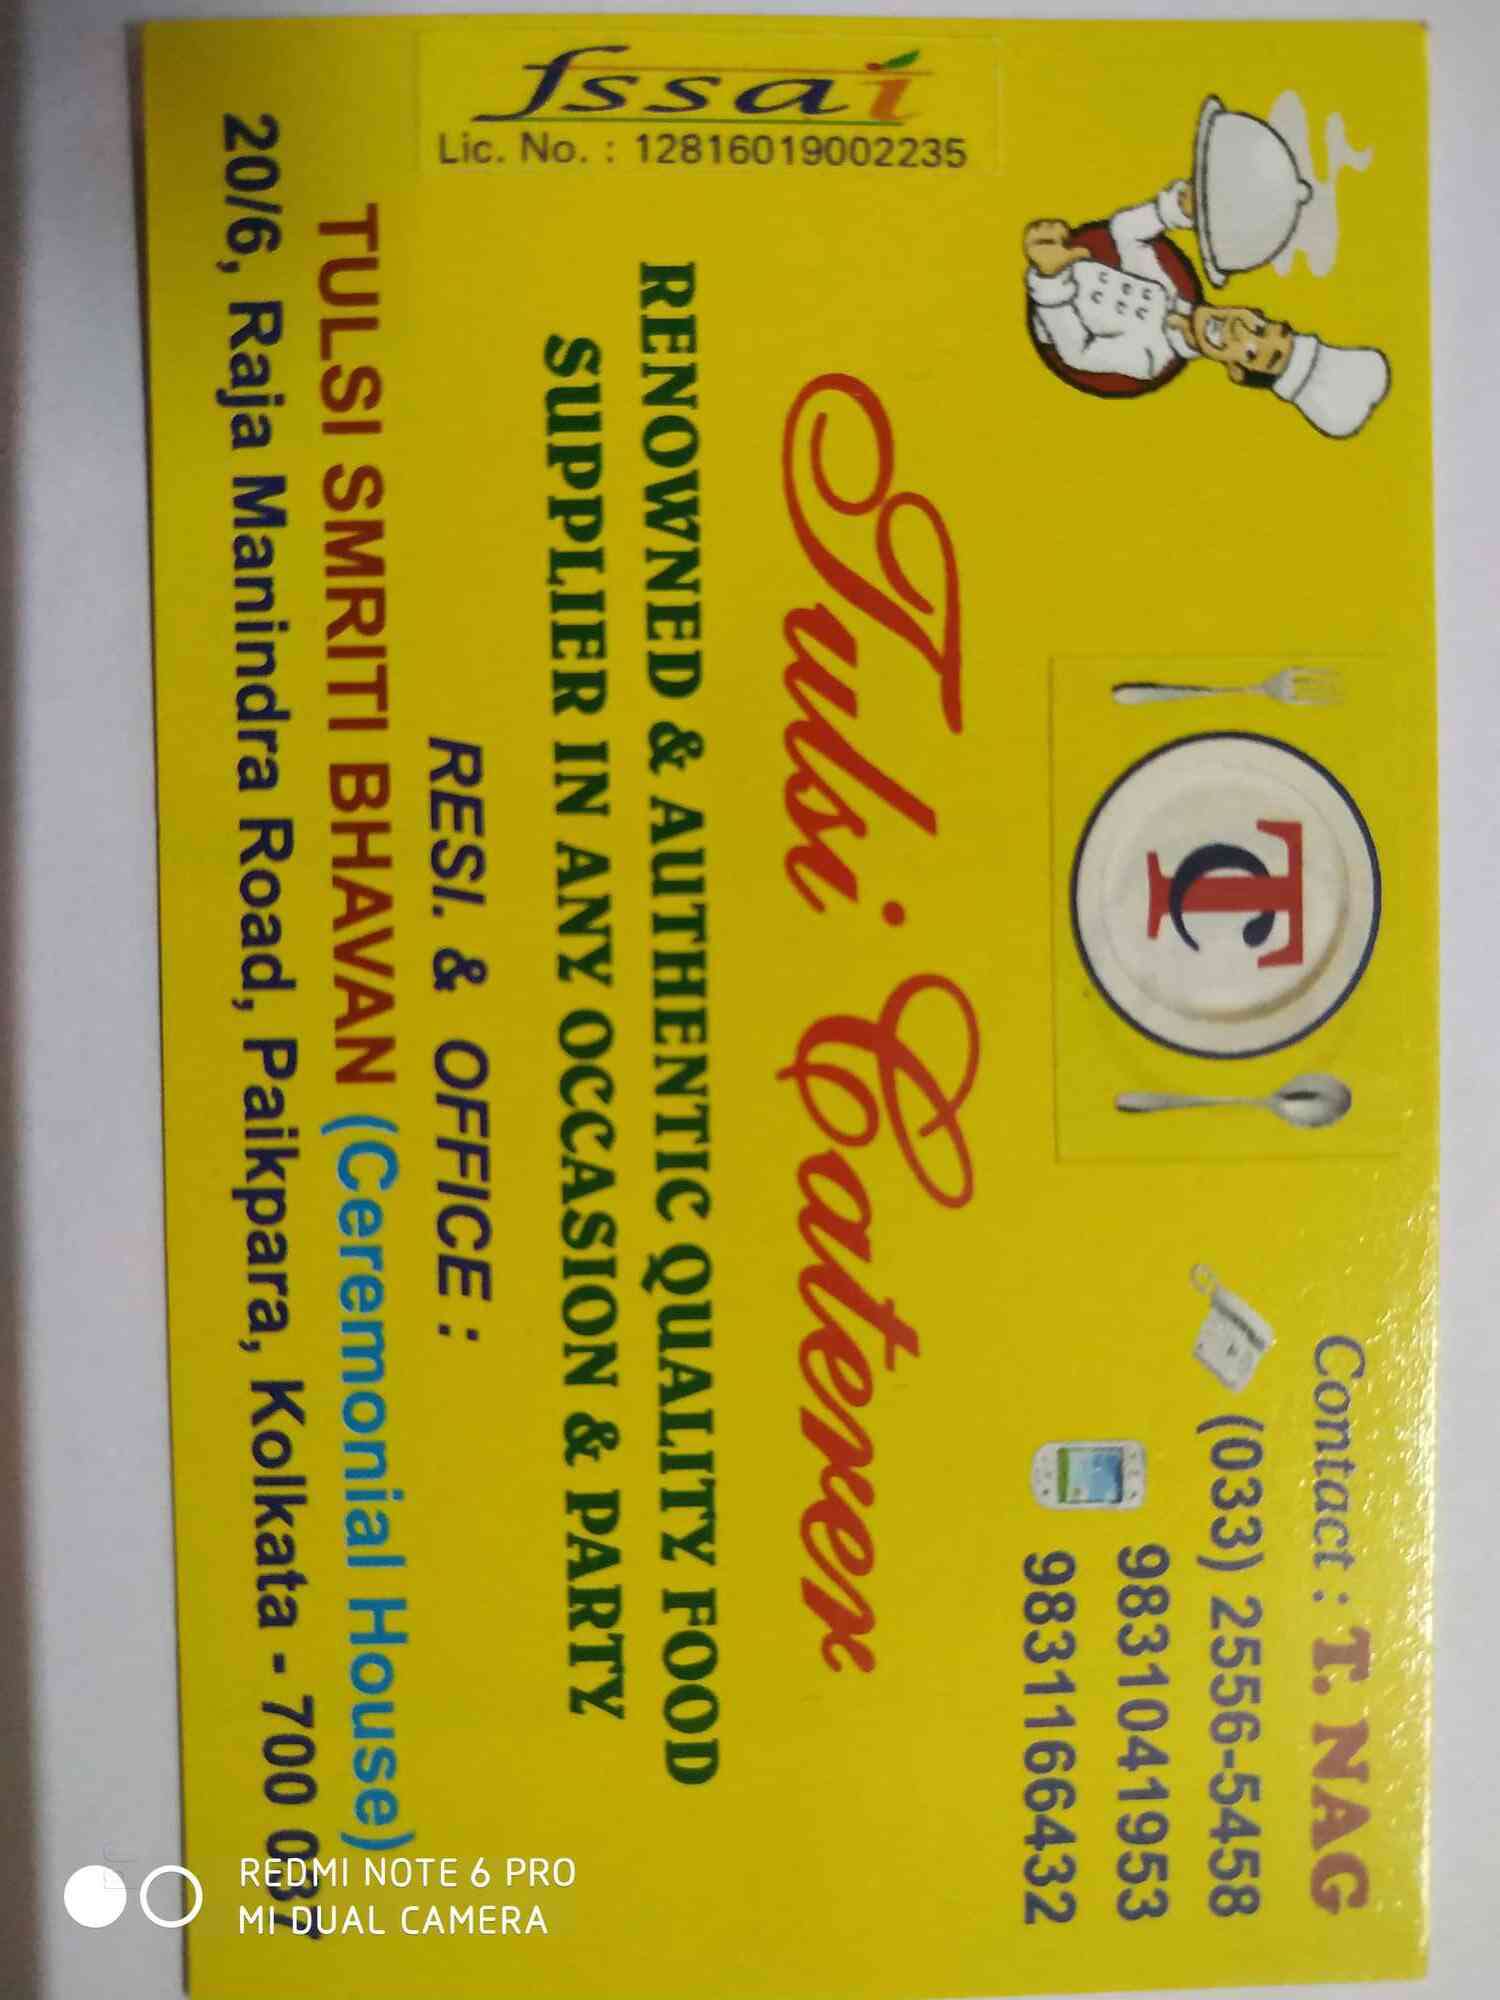 Contact : T. NAG
(033) 2556-5458
9831041953
9831166432
TC
Tulsi Caterer
RENOWNED & AUTHENTIC QUALITY FOOD
SUPPLIER IN ANY OCCASION & PARTY
RESI. & OFFICE :
TULSI SMRITI BHAVAN (Ceremonial House)
20/6, Raja Manindra Road, Paikpara, Kolkata - 700 037
fssai
Lic. No. : 12816019002235
REDMI NOTE 6 PRO
MI DUAL CAMERA